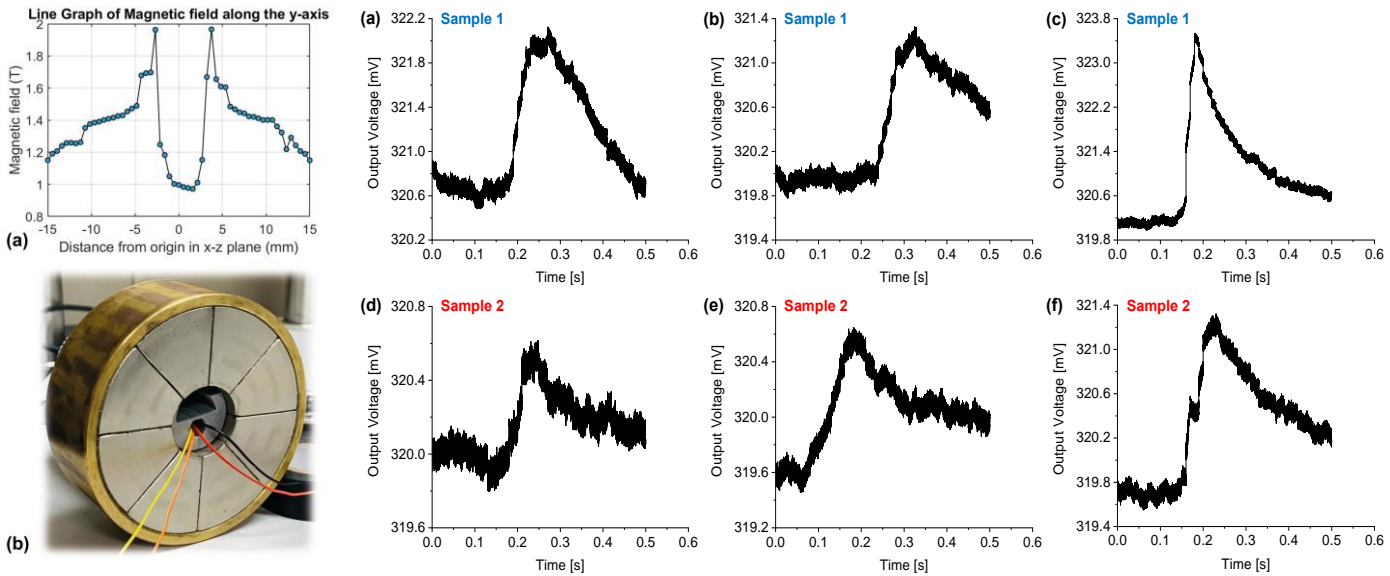 Line Graph of Magnetic field along the y-axis
Magnetic field (T)
2
1.8
1.6
1.4
1.2
1
0.8
-15
-10
-5
0
5
10
15
Distance from origin in x-z plane (mm)
(a)
(b)
(a)
Sample 1
Output Voltage [mV]
322.2
321.8
321.4
321.0
320.6
320.2
0.0 0.1 0.2 0.3 0.4 0.5 0.6
Time [s]
(b)
Sample 1
Output Voltage [mV]
321.4
321.0
320.6
320.2
319.8
319.4
0.0 0.1 0.2 0.3 0.4 0.5 0.6
Time [s]
(c)
Sample 1
Output Voltage [mV]
323.8
323.0
322.2
321.4
320.6
319.8
0.0 0.1 0.2 0.3 0.4 0.5 0.6
Time [s]
(d)
Sample 2
Output Voltage [mV]
320.8
320.4
320.0
319.6
0.0 0.1 0.2 0.3 0.4 0.5 0.6
Time [s]
(e)
Sample 2
Output Voltage [mV]
320.8
320.4
320.0
319.6
319.2
0.0 0.1 0.2 0.3 0.4 0.5 0.6
Time [s]
(f)
Sample 2
Output Voltage [mV]
321.4
321.0
320.6
320.2
319.8
319.4
0.0 0.1 0.2 0.3 0.4 0.5 0.6
Time [s]